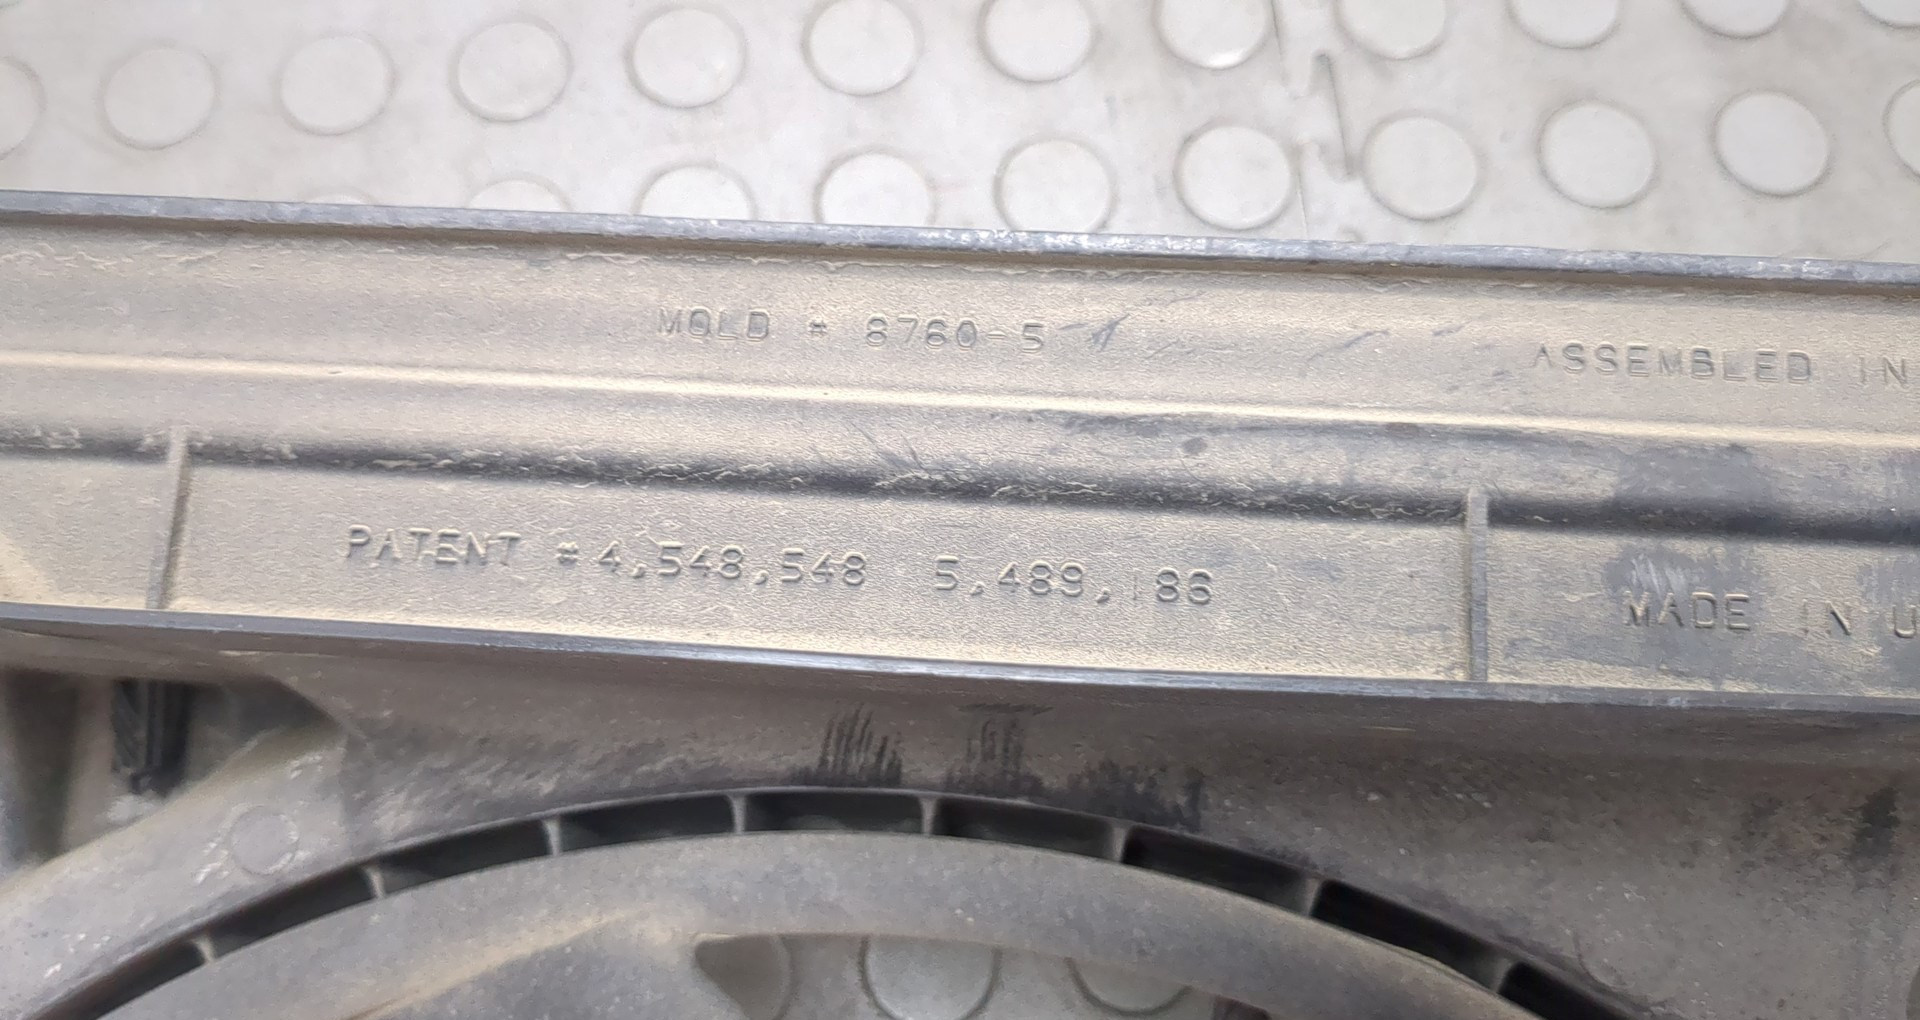 MOLD # 8760-5
ASSEMBLED IN
PATENT #4,548,548 5,489,186
MADE IN U